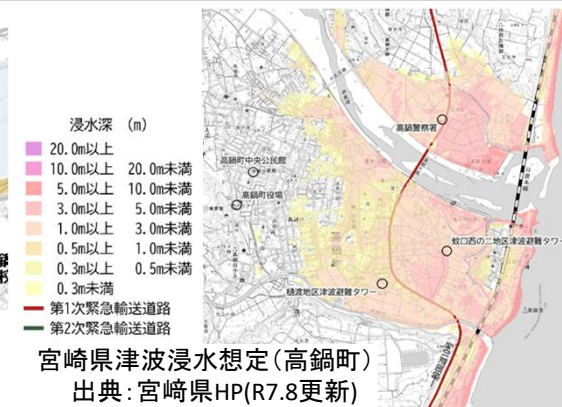 浸水深 (m)
20.0m以上
10.0m以上 20.0m未満
5.0m以上 10.0m未満
3.0m以上 5.0m未満
1.0m以上 3.0m未満
0.5m以上 1.0m未満
0.3m以上 0.5m未満
0.3m未満
第1次緊急輸送道路
第2次緊急輸送道路
高鍋警察署
高鍋町中央公民館
高鍋町役場
蚊口西の二地区津波避難タワー
樋渡地区津波避難タワー
一般国道10号
宮崎県津波浸水想定(高鍋町)
出典:宮﨑県HP(R7.8更新)